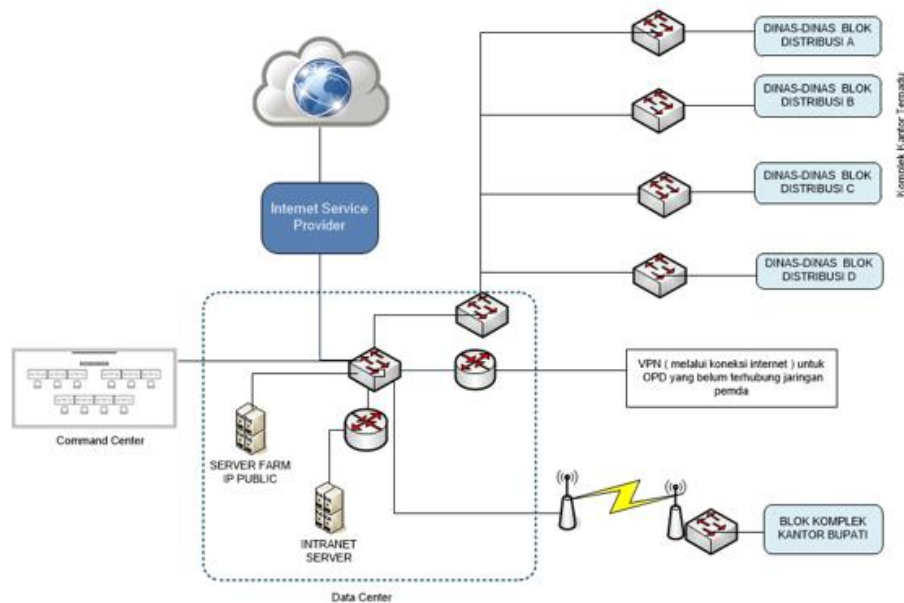 DINAS-DINAS BLOK
DISTRIBUSI A
DINAS-DINAS BLOK
DISTRIBUSI B
DINAS-DINAS BLOK
DISTRIBUSI C
DINAS-DINAS BLOK
DISTRIBUSI D
Komplek Kantor Terpadu
Internet Service
Provider
VPN ( melalui koneksi internet ) untuk
OPD yang belum terhubung jaringan
pemda
Command Center
SERVER FARM
IP PUBLIC
INTRANET
SERVER
BLOK KOMPLEK
KANTOR BUPATI
Data Center